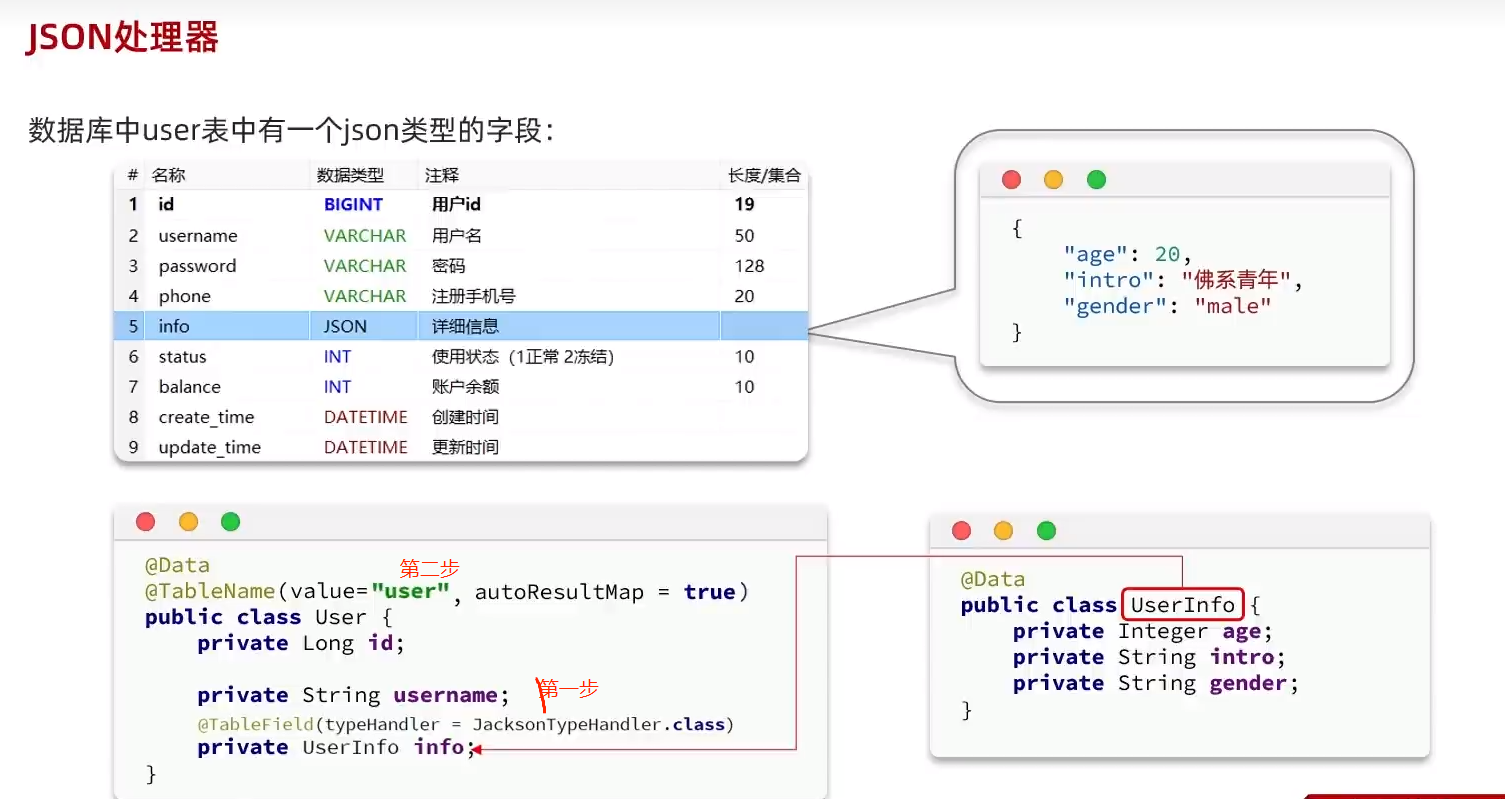 JSON处理器
数据库中user表中有一个json类型的字段：
# 名称 数据类型 注释 长度/集合
1 id BIGINT 用户id 19
2 username VARCHAR 用户名 50
3 password VARCHAR 密码 128
4 phone VARCHAR 注册手机号 20
5 info JSON 详细信息
6 status INT 使用状态（1正常 2冻结） 10
7 balance INT 账户余额 10
8 create_time DATETIME 创建时间
9 update_time DATETIME 更新时间
{
"age": 20,
"intro": "佛系青年",
"gender": "male"
}
@Data
第二步
@TableName(value="user", autoResultMap = true)
public class User {
private Long id;
private String username;
第一步
@TableField(typeHandler = JacksonTypeHandler.class)
private UserInfo info;
}
@Data
public class UserInfo {
private Integer age;
private String intro;
private String gender;
}